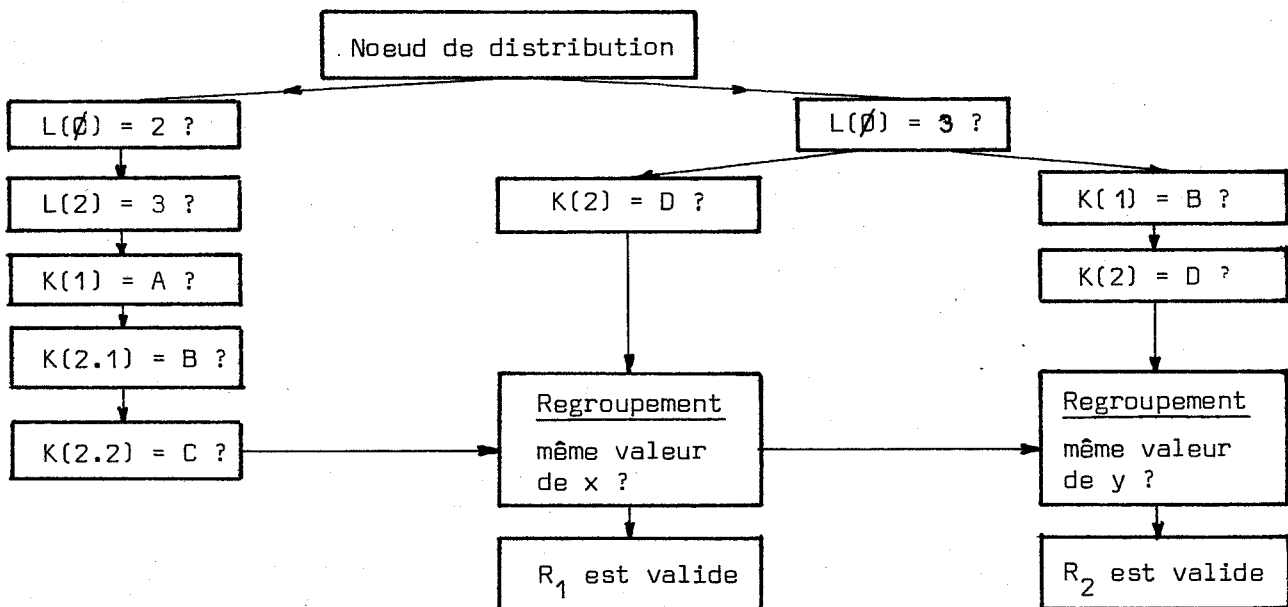 Noeud de distribution
L(Ø) = 2 ?
L(Ø) = 3 ?
L(2) = 3 ?
K(2) = D ?
K(1) = B ?
K(1) = A ?
K(2) = D ?
K(2.1) = B ?
K(2.2) = C ?
Regroupement
même valeur
de x ?
Regroupement
même valeur
de y ?
R1 est valide
R2 est valide